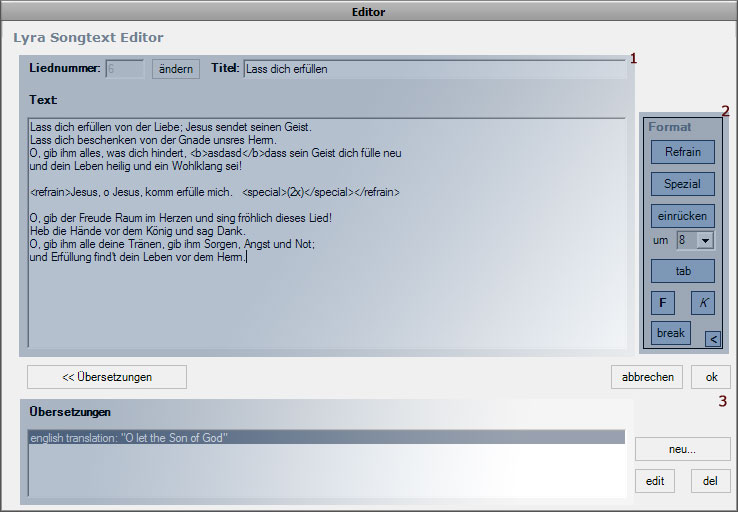 Editor
Lyra Songtext Editor
1
Liednummer: 6 ändern Titel: Lass dich erfüllen
Text:
2
Format
Lass dich erfüllen von der Liebe; Jesus sendet seinen Geist.
Lass dich beschenken von der Gnade unsres Herrn.
O, gib ihm alles, was dich hindert, <b>asdasd</b>dass sein Geist dich fülle neu
und dein Leben heilig und ein Wohlklang sei!
<refrain>Jesus, o Jesus, komm erfülle mich. <special>(2x)</special></refrain>
O, gib der Freude Raum im Herzen und sing fröhlich dieses Lied!
Heb die Hände vor dem König und sag Dank.
O, gib ihm alle deine Tränen, gib ihm Sorgen, Angst und Not;
und Erfüllung find't dein Leben vor dem Herrn.
Refrain
Spezial
einrücken
um 8
tab
F K
break <
<< Übersetzungen abbrechen ok
3
Übersetzungen
english translation: "O let the Son of God"
neu...
edit del